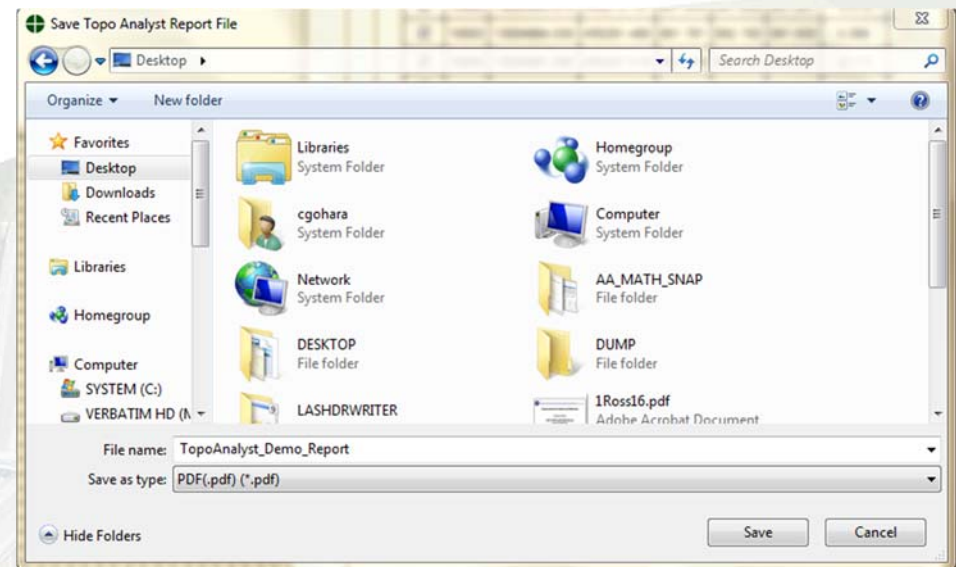 Save Topo Analyst Report File
Desktop
Search Desktop
Organize
New folder
Favorites
Desktop
Downloads
Recent Places
Libraries
Homegroup
Computer
SYSTEM (C:)
VERBATIM HD (
Libraries
System Folder
Homegroup
System Folder
cgohara
System Folder
Computer
System Folder
Network
System Folder
AA_MATH_SNAP
File folder
DESKTOP
File folder
DUMP
File folder
LASHDRWRITER
1Ross16.pdf
Adobe Acrobat Document
File name: TopoAnalyst_Demo_Report
Save as type: PDF(.pdf) (*.pdf)
Hide Folders
Save
Cancel